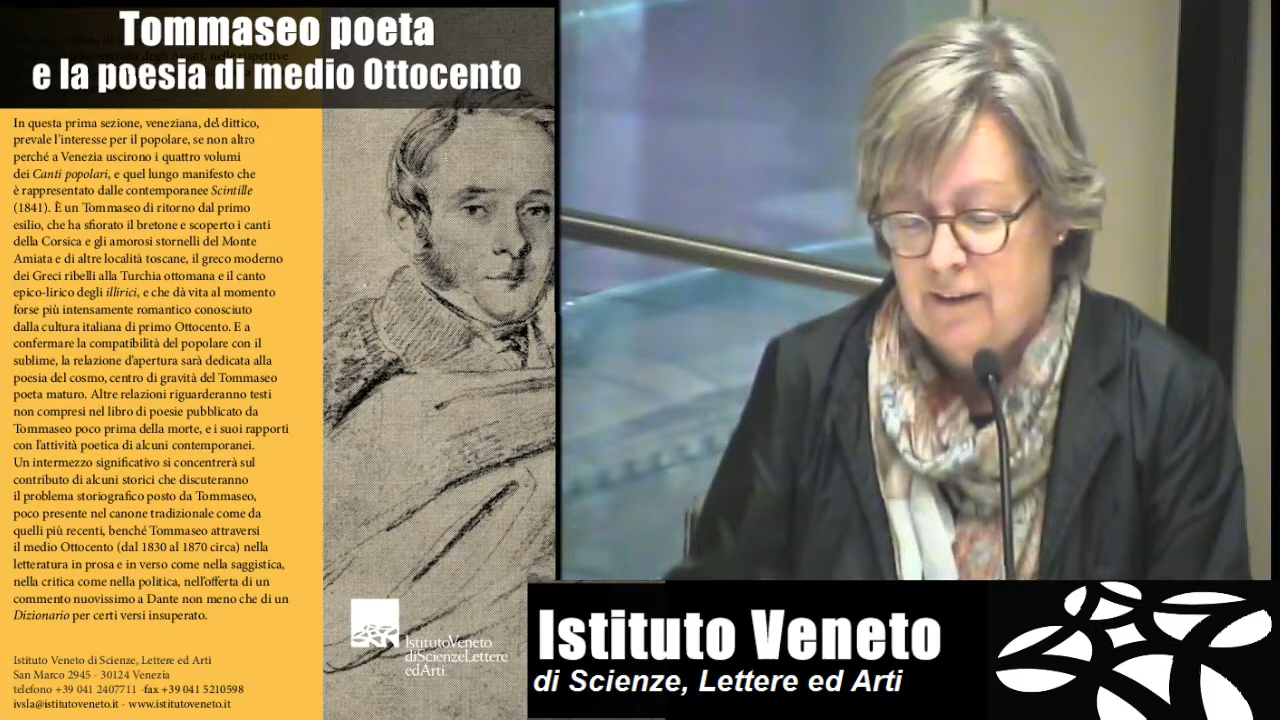 Tommaseo poeta
e la poesia di medio Ottocento
In questa prima sezione, veneziana, del dittico,
prevale l'interesse per il popolare, se non altro
perché a Venezia uscirono i quattro volumi
dei Canti popolari, e quel lungo manifesto che
è rappresentato dalle contemporanee Scintille
(1841). È un Tommaseo di ritorno dal primo
esilio, che ha sfiorato il bretone e scoperto i canti
della Corsica e gli amorosi stornelli del Monte
Amiata e di altre località toscane, il greco moderno
dei Greci ribelli alla Turchia ottomana e il canto
epico-lirico degli illirici, e che dà vita al momento
forse più intensamente romantico conosciuto
dalla cultura italiana di primo Ottocento. E a
confermare la compatibilità del popolare con il
sublime, la relazione d'apertura sarà dedicata alla
poesia del cosmo, centro di gravità del Tommaseo
poeta maturo. Altre relazioni riguarderanno testi
non compresi nel libro di poesie pubblicato da
Tommaseo poco prima della morte, e i suoi rapporti
con l'attività poetica di alcuni contemporanei.
Un intermezzo significativo si concentrerà sul
contributo di alcuni storici che discuteranno
il problema storiografico posto da Tommaseo,
poco presente nel canone tradizionale come da
quelli più recenti, benché Tommaseo attraversi
il medio Ottocento (dal 1830 al 1870 circa) nella
letteratura in prosa e in verso come nella saggistica,
nella critica come nella politica, nell'offerta di un
commento nuovissimo a Dante non meno che di un
Dizionario per certi versi insuperato.
Istituto Veneto di Scienze, Lettere ed Arti
San Marco 2945 - 30124 Venezia
telefono +39 041 2407711 -fax +39 041 5210598
ivsla@istitutoveneto.it - www.istitutoveneto.it
IstitutoVeneto
diScienzeLettere
edArti
Istituto Veneto
di Scienze, Lettere ed Arti